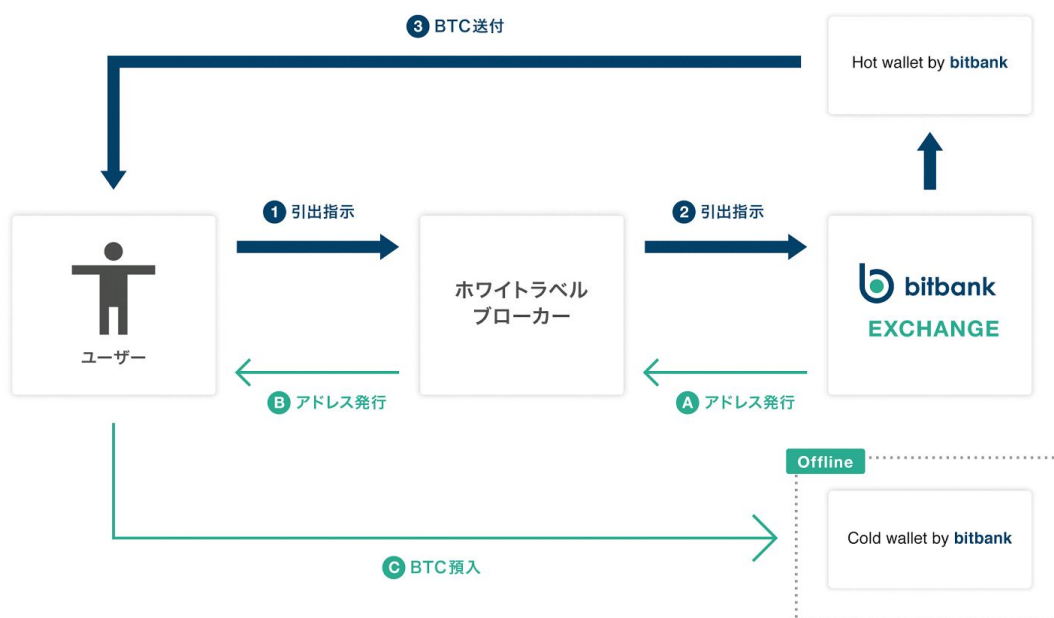 3 BTC送付
Hot wallet by bitbank
1 引出指示
2 引出指示
ユーザー
ホワイトラベル
ブローカー
bitbank
EXCHANGE
B アドレス発行
A アドレス発行
Offline
Cold wallet by bitbank
C BTC預入